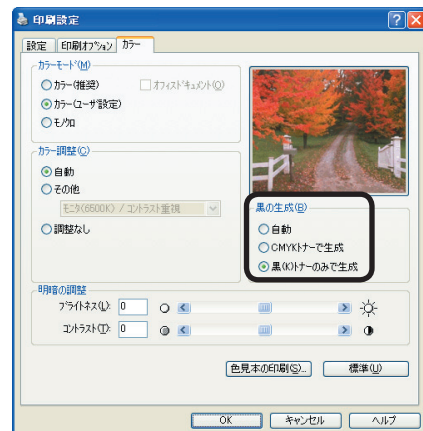 印刷設定
設定 印刷オプション カラー
カラーモード(M)
カラー(推奨) オフィスドキュメント(O)
カラー(ユーザ設定)
モノクロ
カラー調整(C)
自動
その他
モニタ(6500K) / コントラスト重視
調整なし
黒の生成(B)
自動
CMYKトナーで生成
黒(K)トナーのみで生成
明暗の調整
ブライトネス(L): 0
コントラスト(T): 0
色見本の印刷(S)... 標準(U)
OK キャンセル ヘルプ